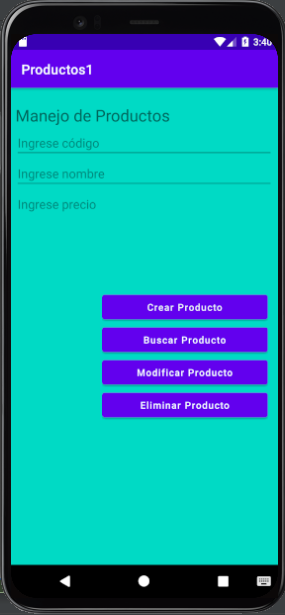 3:40
Productos1
Manejo de Productos
Ingrese código
Ingrese nombre
Ingrese precio
Crear Producto
Buscar Producto
Modificar Producto
Eliminar Producto